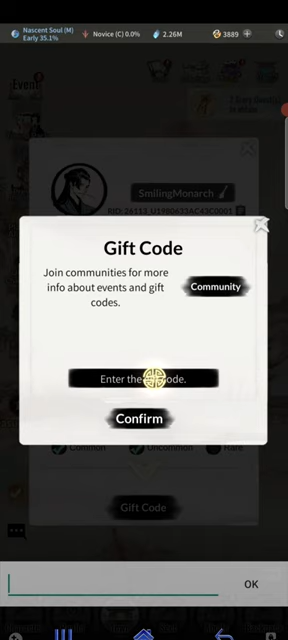 Nascent Soul (M)
Early 35.1%
Novice (C) 0.0%
2.26M
3889
Event
SmilingMonarch
Gift Code
Join communities for more
info about events and gift
codes.
Community
Enter the code.
Confirm
Common
Uncommon
Rare
Gift Code
OK